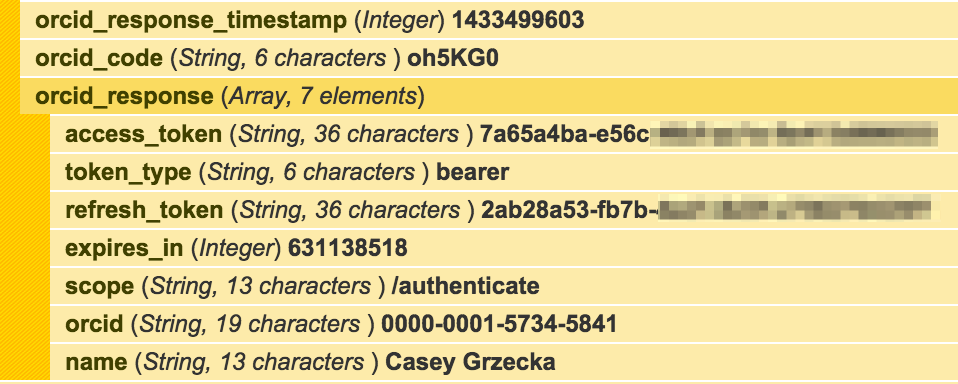 orcid_response_timestamp (Integer) 1433499603
orcid_code (String, 6 characters ) oh5KG0
orcid_response (Array, 7 elements)
access_token (String, 36 characters ) 7a65a4ba-e56c
token_type (String, 6 characters ) bearer
refresh_token (String, 36 characters ) 2ab28a53-fb7b-
expires_in (Integer) 631138518
scope (String, 13 characters ) /authenticate
orcid (String, 19 characters ) 0000-0001-5734-5841
name (String, 13 characters ) Casey Grzecka